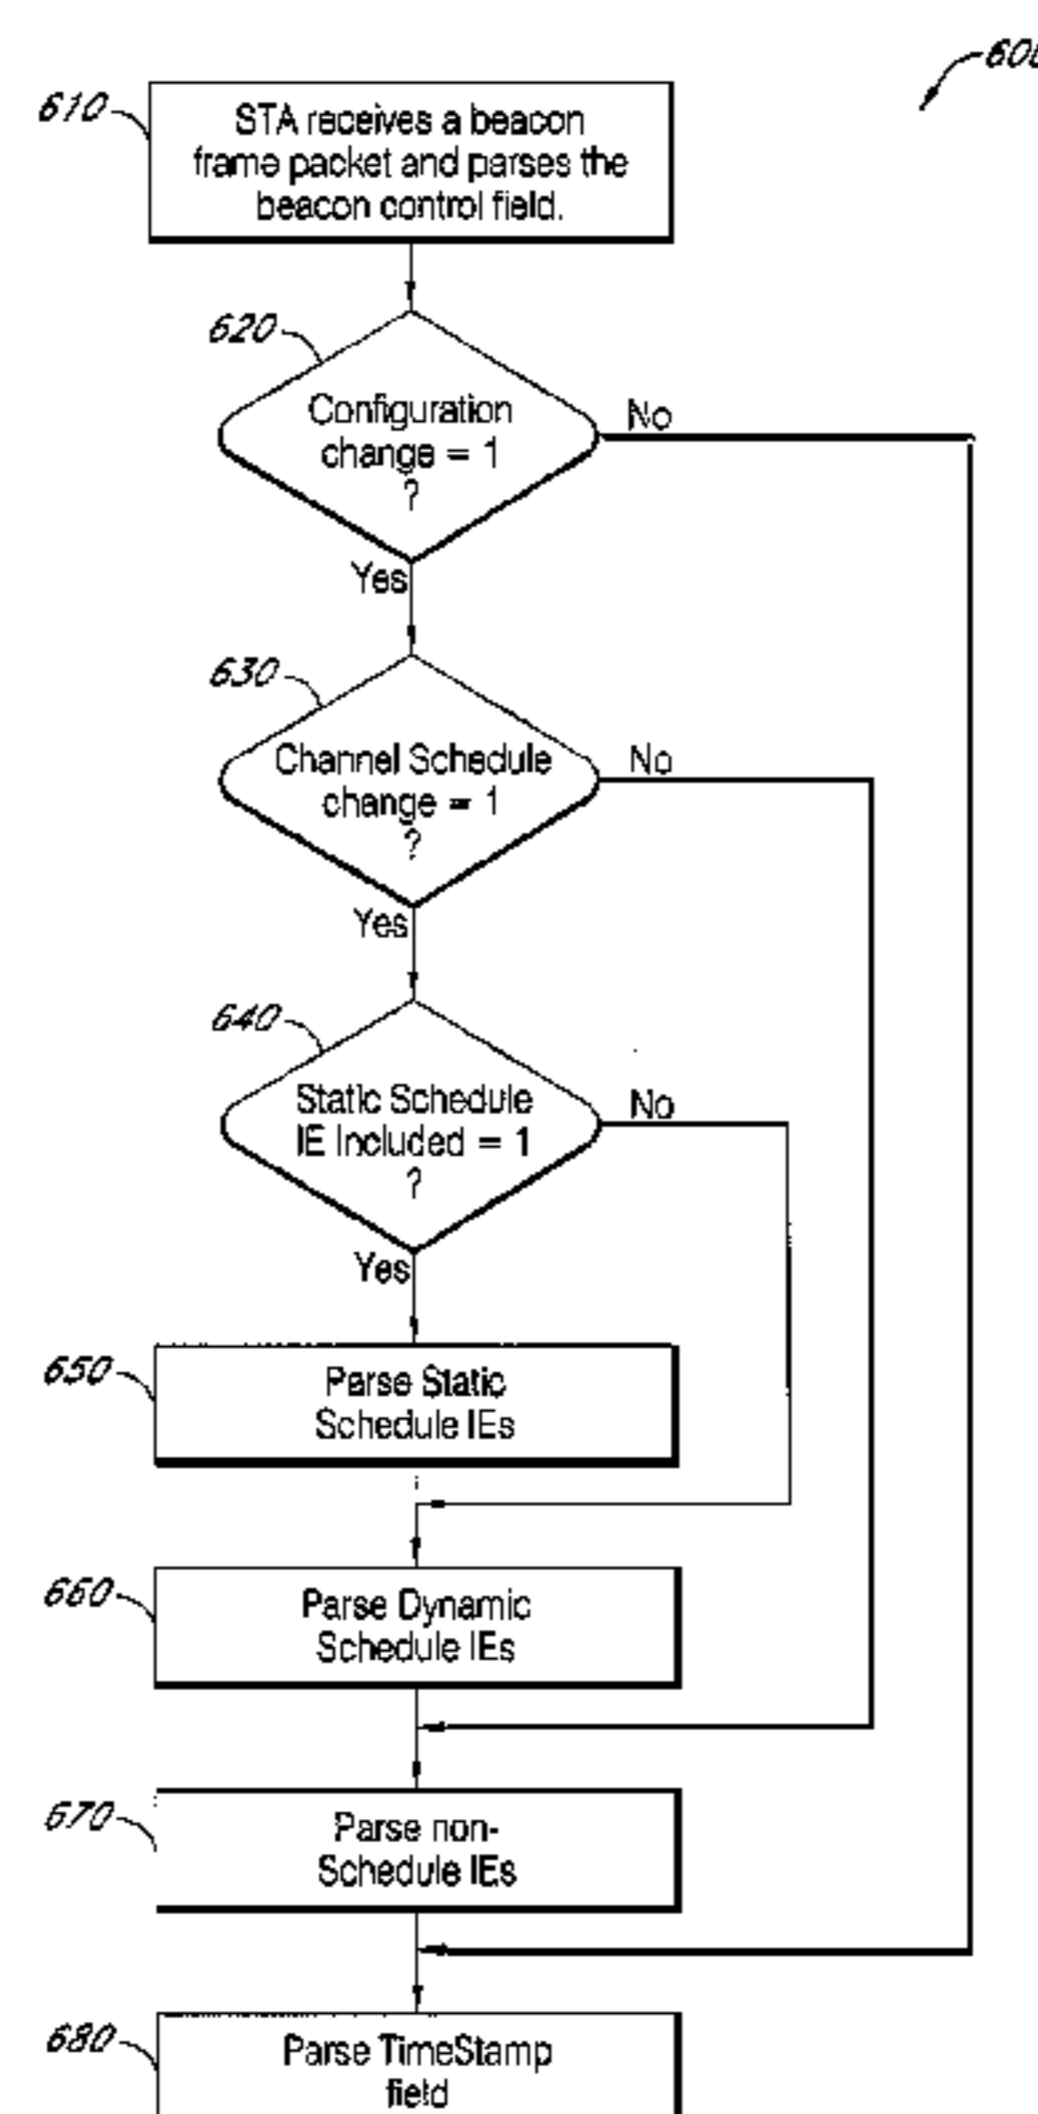 610
STA receives a beacon
frame packet and parses the
beacon control field.
620
Configuration
change = 1
?
No
Yes
630
Channel Schedule
change = 1
?
No
Yes
640
Static Schedule
IE Included = 1
?
No
Yes
650
Parse Static
Schedule IEs
660
Parse Dynamic
Schedule IEs
670
Parse non-
Schedule IEs
680
Parse TimeStamp
field